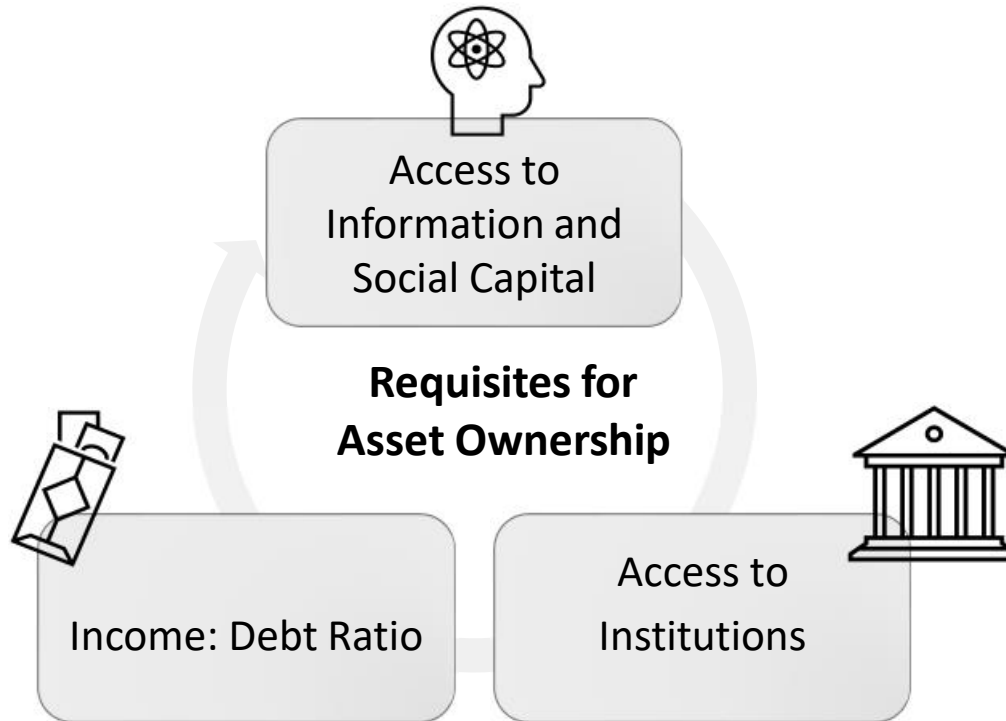 Access to
Information and
Social Capital
Requisites for
Asset Ownership
Income: Debt Ratio
Access to
Institutions